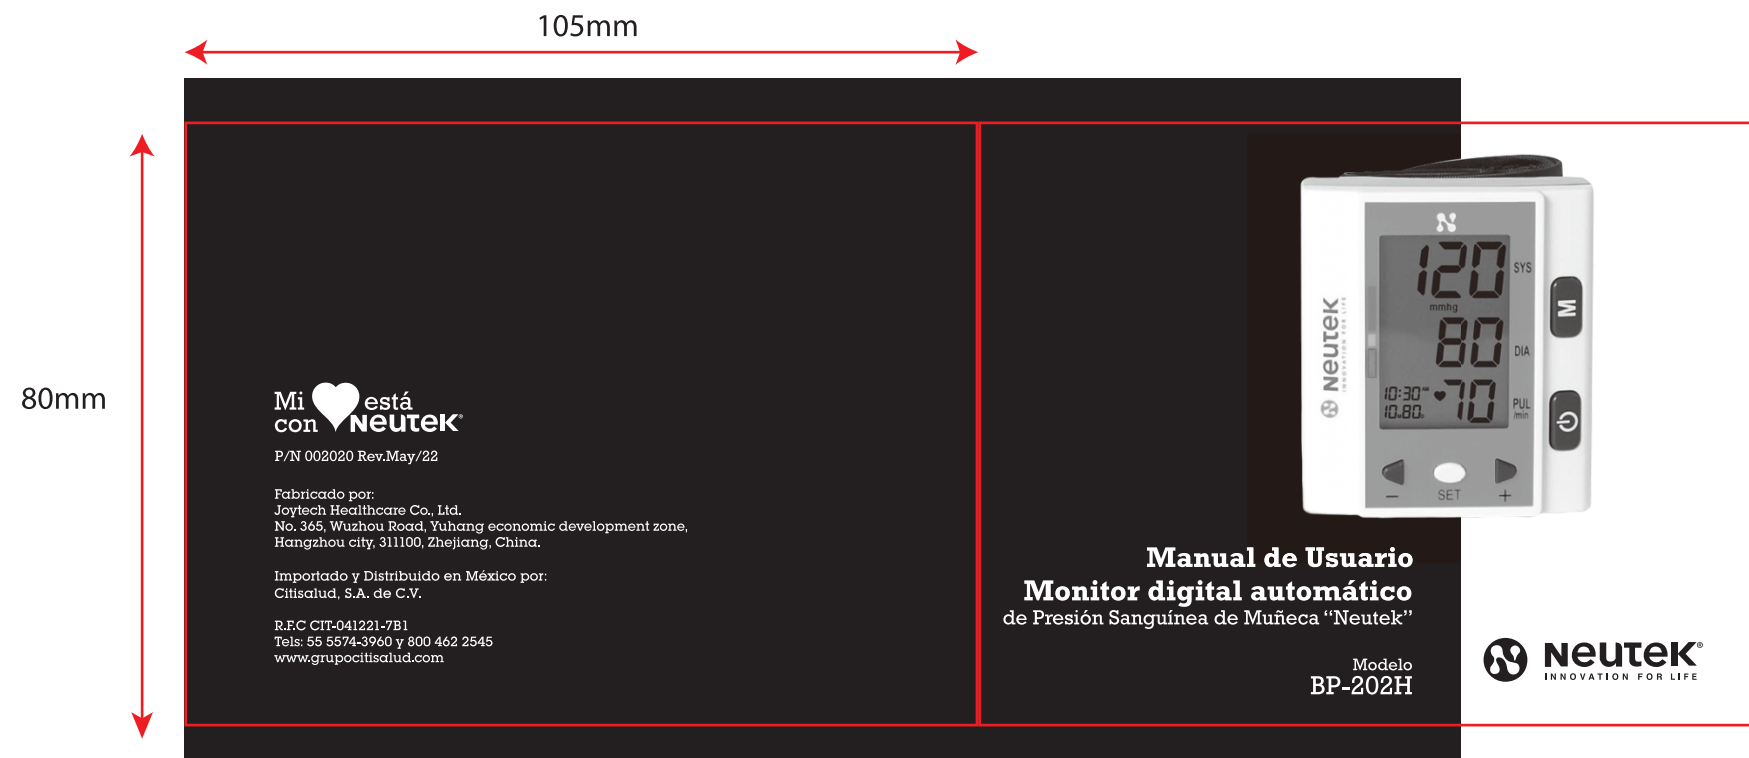 105mm
80mm
Mi está
con Neutek®
P/N 002020 Rev.May/22
Fabricado por:
Joytech Healthcare Co., Ltd.
No. 365, Wuzhou Road, Yuhang economic development zone,
Hangzhou city, 311100, Zhejiang, China.
Importado y Distribuido en México por:
Citisalud, S.A. de C.V.
R.F.C CIT-041221-7B1
Tels: 55 5574-3960 y 800 462 2545
www.grupocitisalud.com
NEUTEK
INNOVATION FOR LIFE
120 SYS
mmhg
80 DIA
10:30 AM 70 PUL
/min
10 80
M
− SET +
Manual de Usuario
Monitor digital automático
de Presión Sanguínea de Muñeca “Neutek”
Modelo
BP-202H
NEUTEK®
INNOVATION FOR LIFE